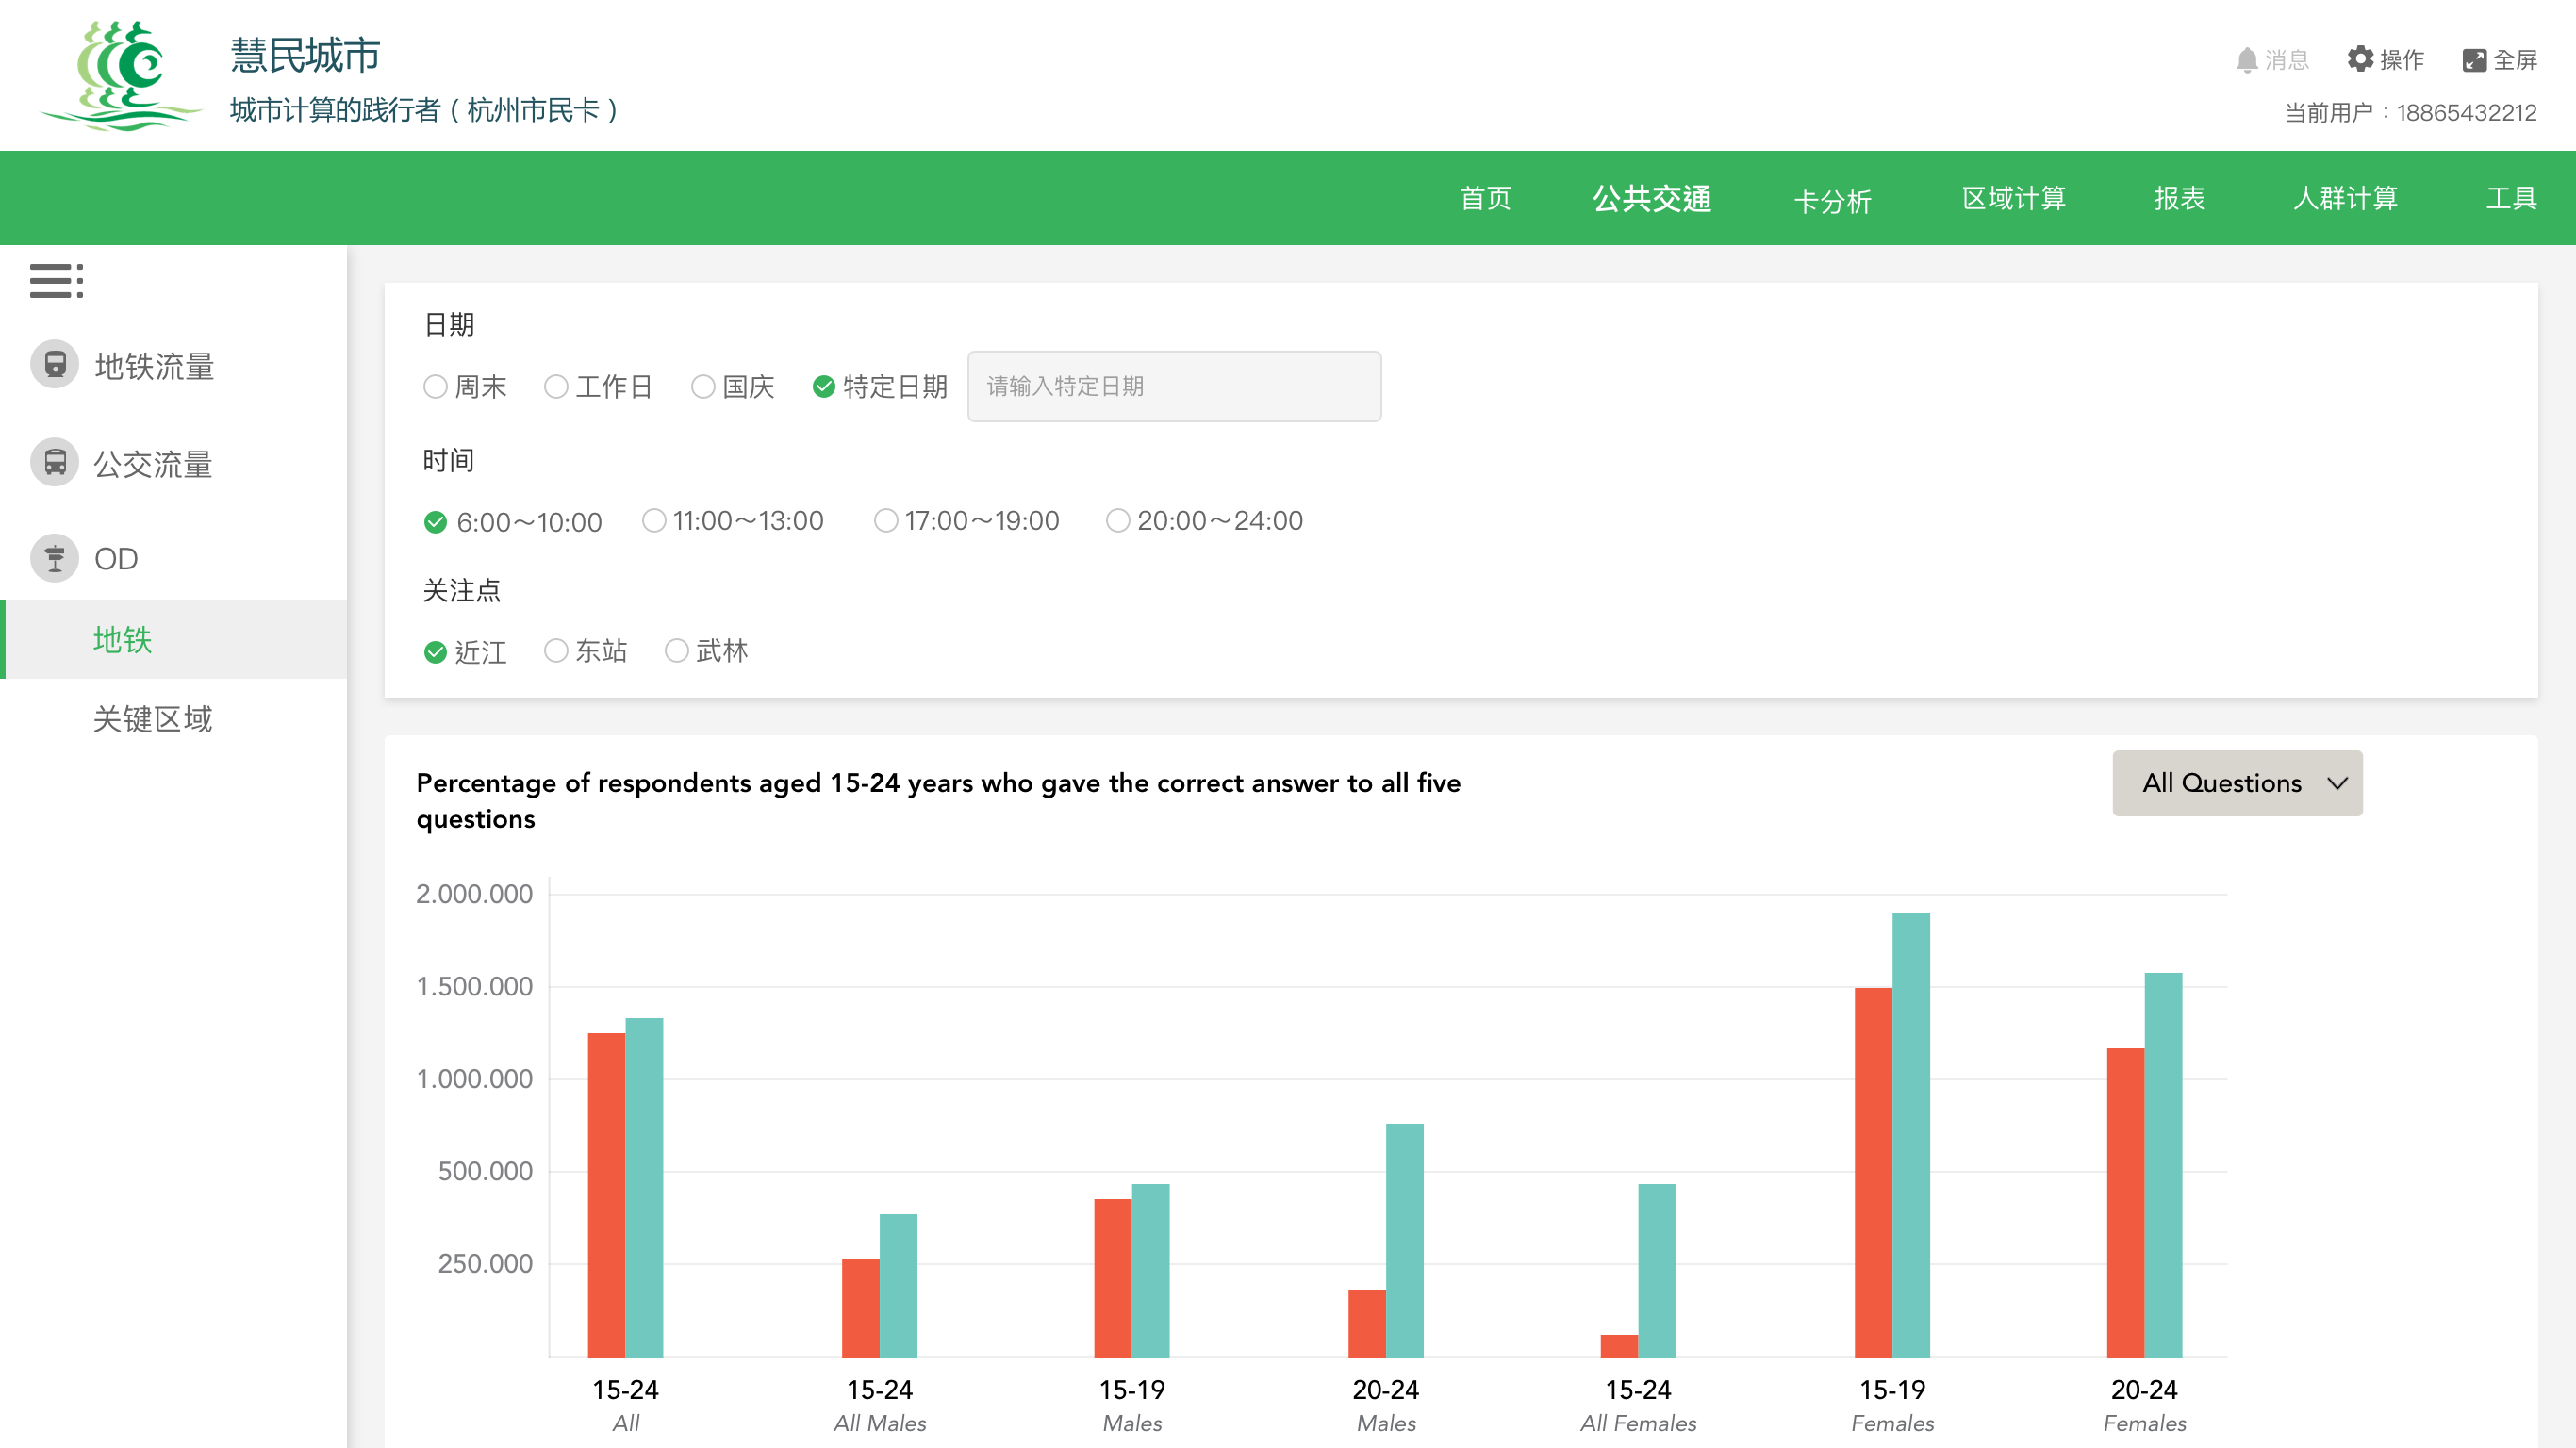 慧民城市
城市计算的践行者（杭州市民卡）
消息 操作 全屏
当前用户：18865432212
首页 公共交通 卡分析 区域计算 报表 人群计算 工具
地铁流量
公交流量
OD
地铁
关键区域
日期
周末 工作日 国庆 特定日期 请输入特定日期
时间
6:00～10:00 11:00～13:00 17:00～19:00 20:00～24:00
关注点
近江 东站 武林
Percentage of respondents aged 15-24 years who gave the correct answer to all five
questions
All Questions
2.000.000
1.500.000
1.000.000
500.000
250.000
15-24 15-24 15-19 20-24 15-24 15-19 20-24
All All Males Males Males All Females Females Females